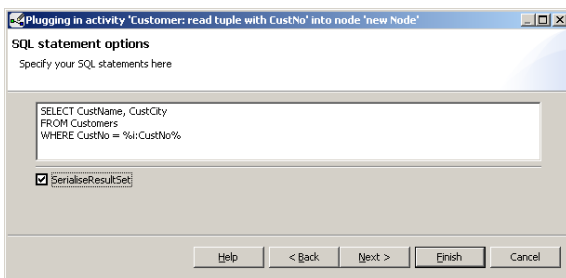 Plugging in activity 'Customer: read tuple with CustNo' into node 'new Node'
SQL statement options
Specify your SQL statements here
SELECT CustName, CustCity
FROM Customers
WHERE CustNo = %i:CustNo%
SerialiseResultSet
Help < Back Next > Finish Cancel